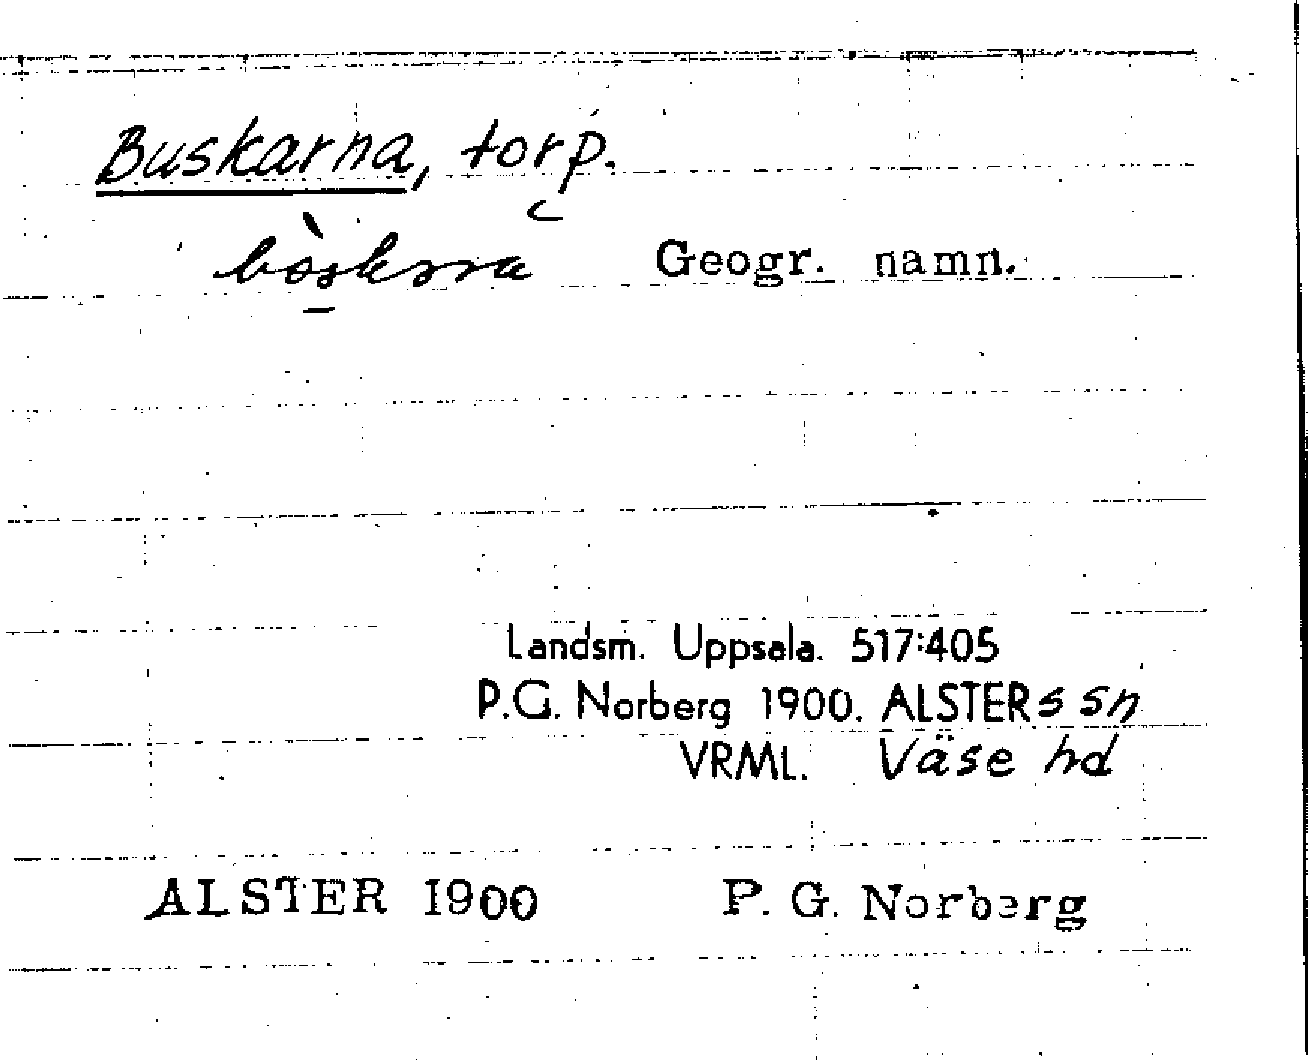 Buskarna, torp.
Geogr. namn.
Landsm. Uppsala. 517:405
P.G. Norberg 1900. ALSTERs sn
VRML. Väse hd
ALSTER 1900 P. G. Norberg